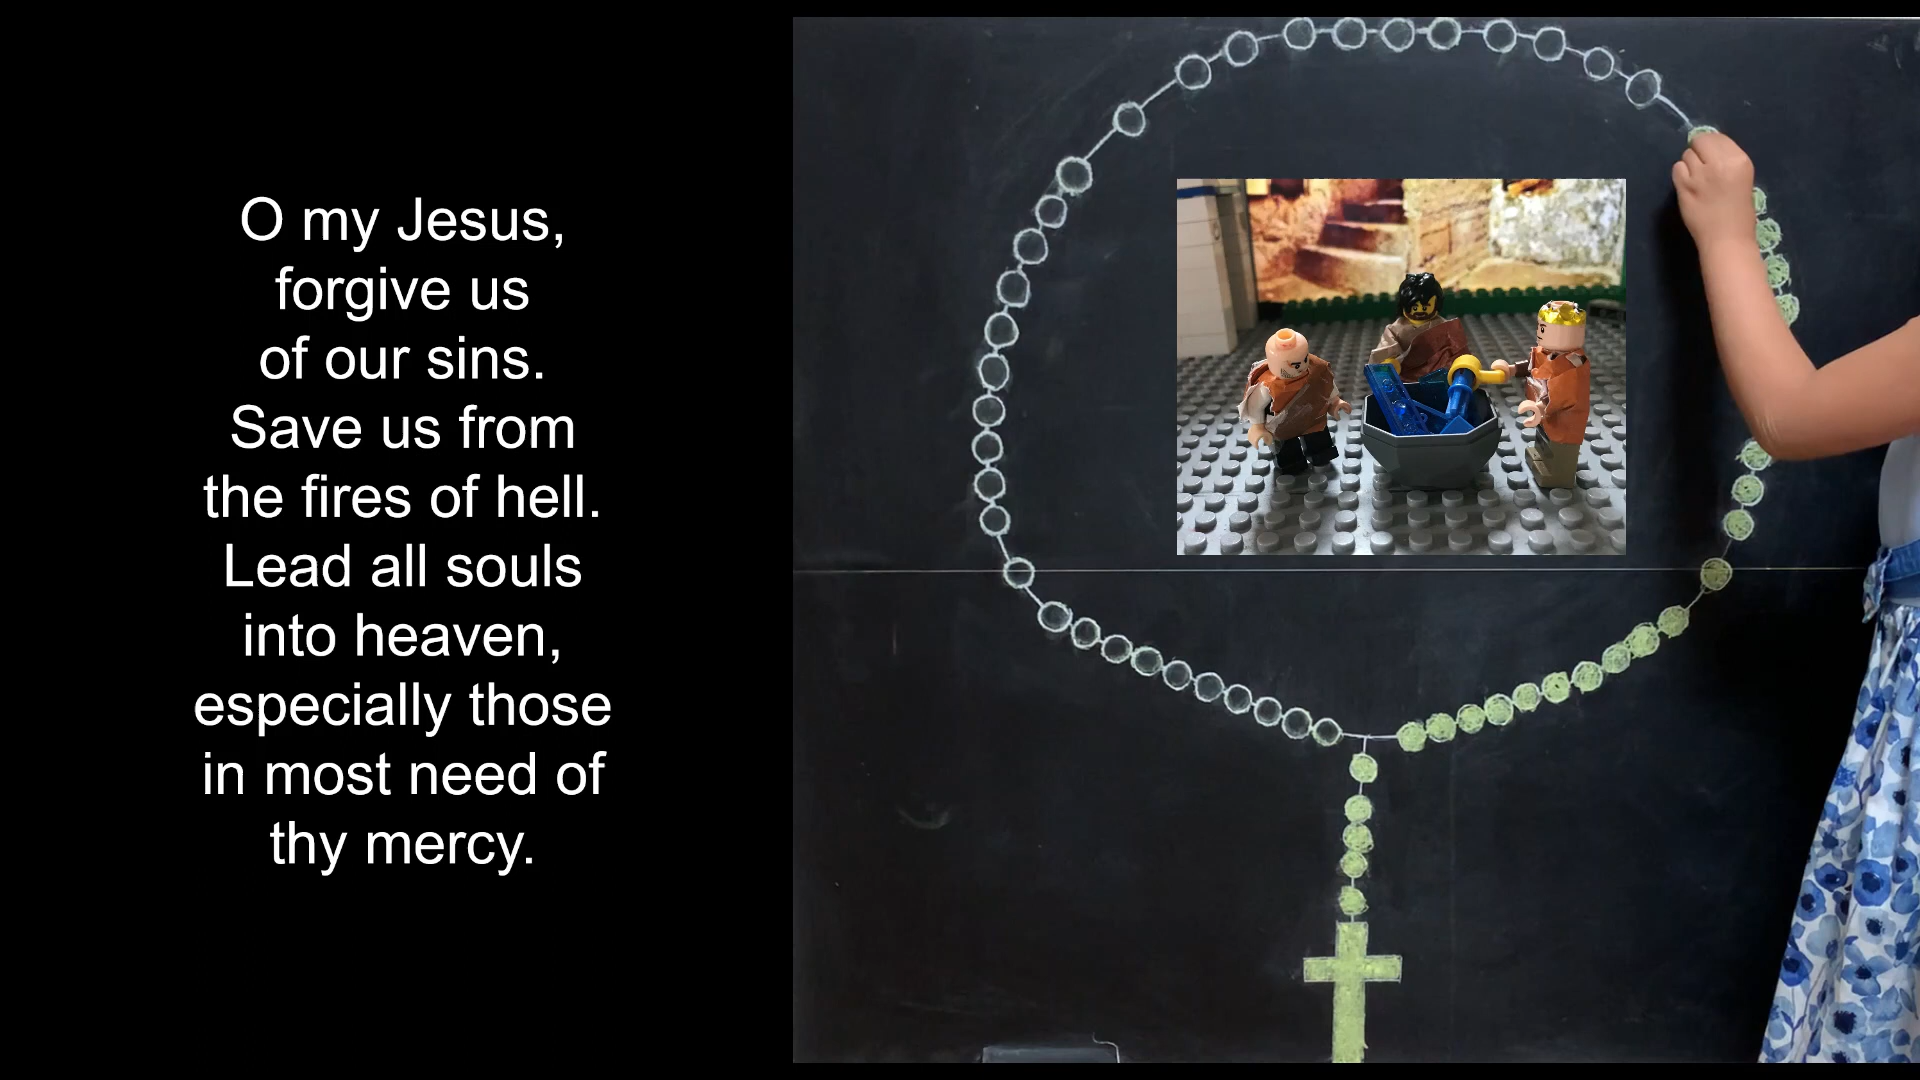 O my Jesus,
forgive us
of our sins.
Save us from
the fires of hell.
Lead all souls
into heaven,
especially those
in most need of
thy mercy.